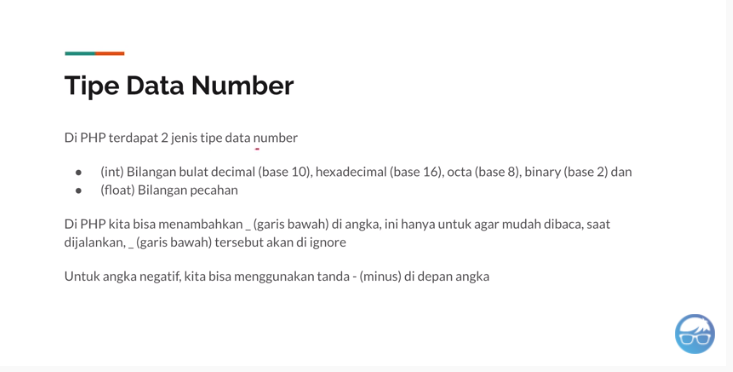 Tipe Data Number
Di PHP terdapat 2 jenis tipe data number
● (int) Bilangan bulat decimal (base 10), hexadecimal (base 16), octa (base 8), binary (base 2) dan
● (float) Bilangan pecahan
Di PHP kita bisa menambahkan _ (garis bawah) di angka, ini hanya untuk agar mudah dibaca, saat
dijalankan, _ (garis bawah) tersebut akan di ignore
Untuk angka negatif, kita bisa menggunakan tanda - (minus) di depan angka